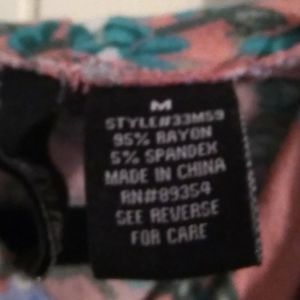 M
STYLE#33M59
95% RAYON
5% SPANDEX
MADE IN CHINA
RN#89354
SEE REVERSE
FOR CARE